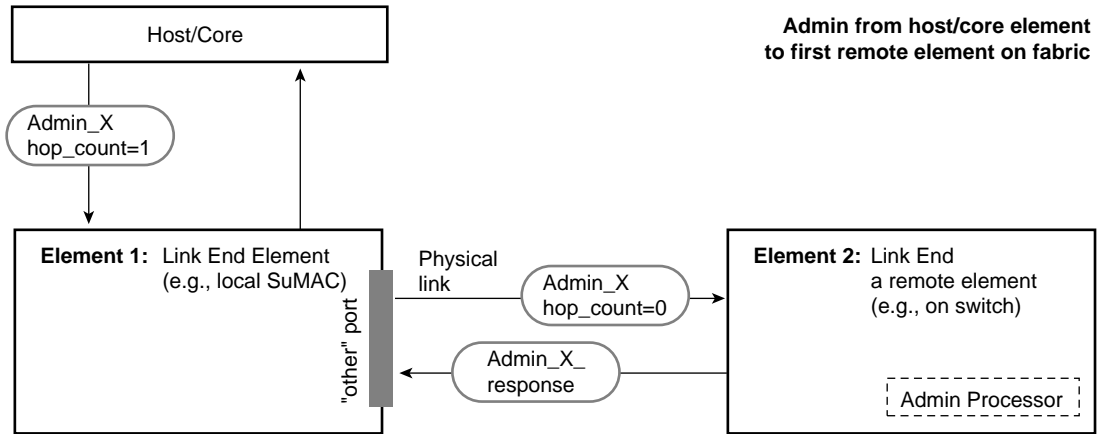 Host/Core
Admin from host/core element
to first remote element on fabric
Admin_X
hop_count=1
Element 1: Link End Element
(e.g., local SuMAC)
"other" port
Physical
link
Admin_X
hop_count=0
Admin_X_
response
Element 2: Link End
a remote element
(e.g., on switch)
Admin Processor